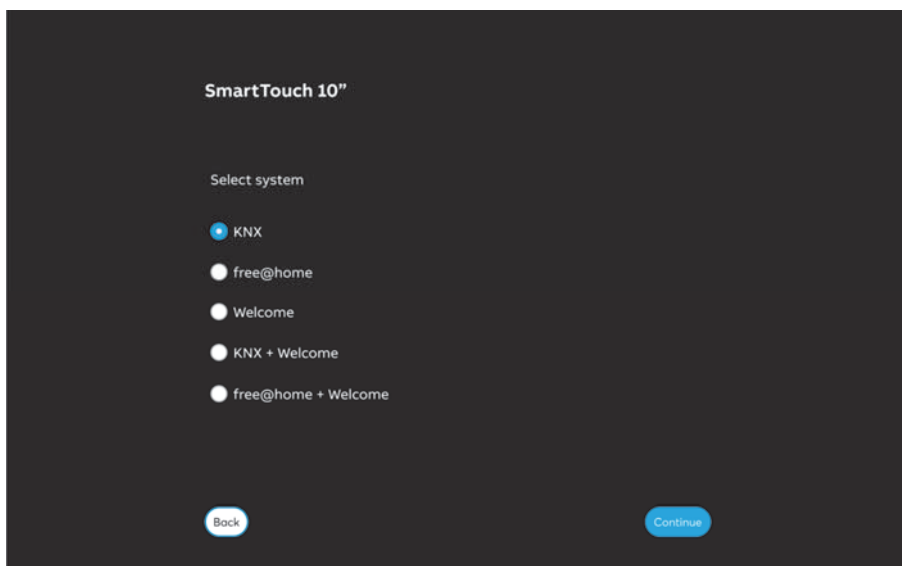 SmartTouch 10”
Select system
KNX
free@home
Welcome
KNX + Welcome
free@home + Welcome
Back
Continue